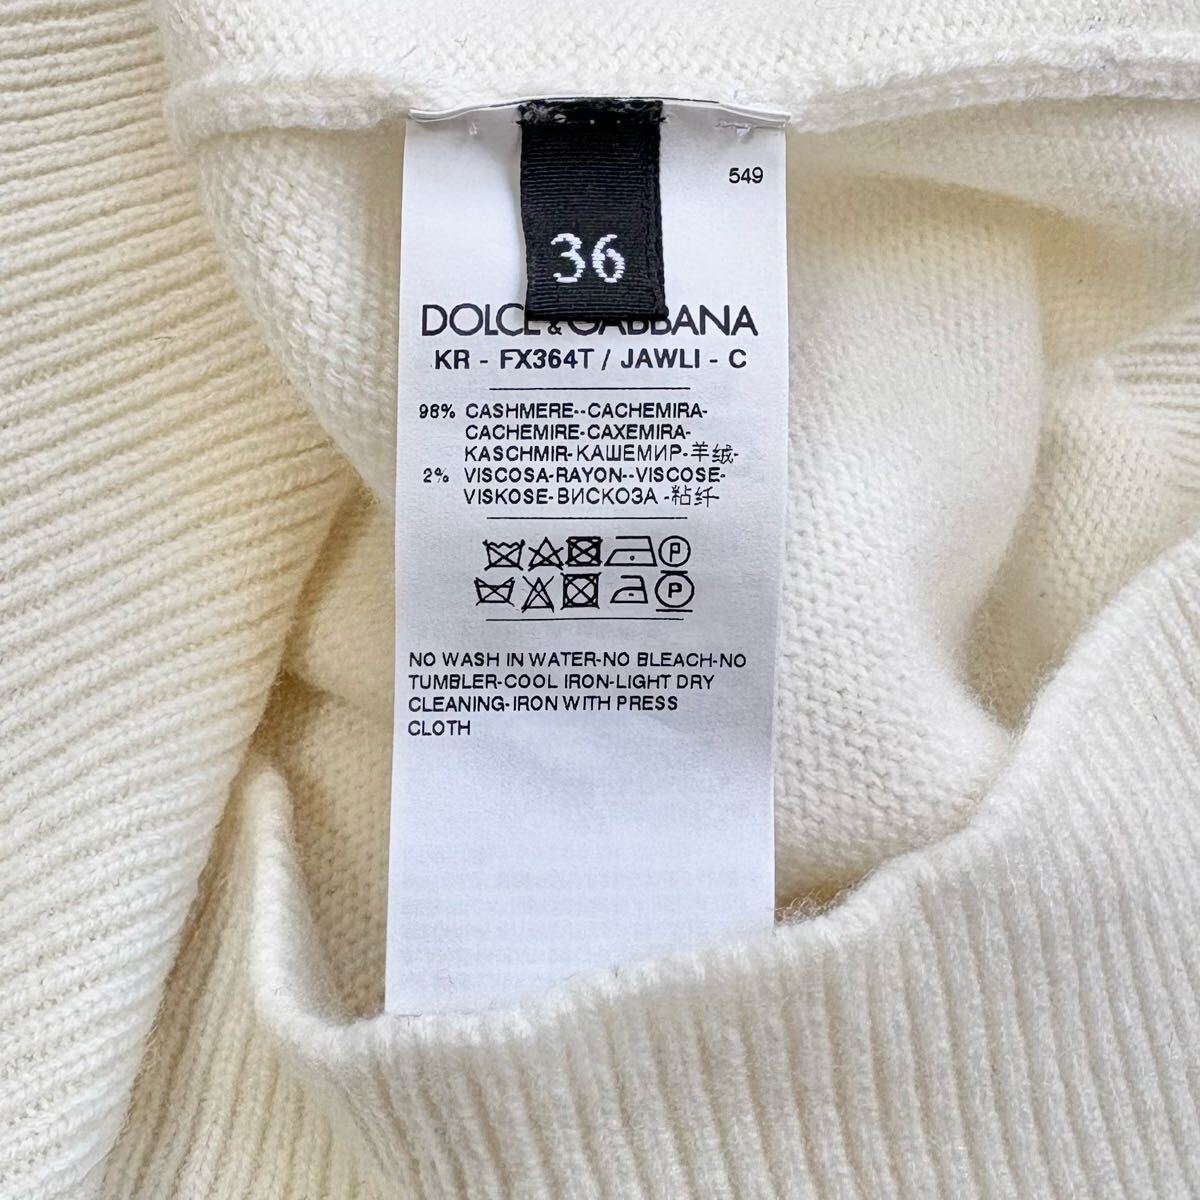 549
36
DOLCE & GABBANA
KR - FX364T / JAWLI - C
98% CASHMERE--CACHEMIRA-
CACHEMIRE-CAXEMIRA-
KASCHMIR-КАШЕМИР-羊绒-
2% VISCOSA-RAYON--VISCOSE-
VISKOSE-ВИСКОЗА -粘纤-
P
P
NO WASH IN WATER-NO BLEACH-NO
TUMBLER-COOL IRON-LIGHT DRY
CLEANING-IRON WITH PRESS
CLOTH